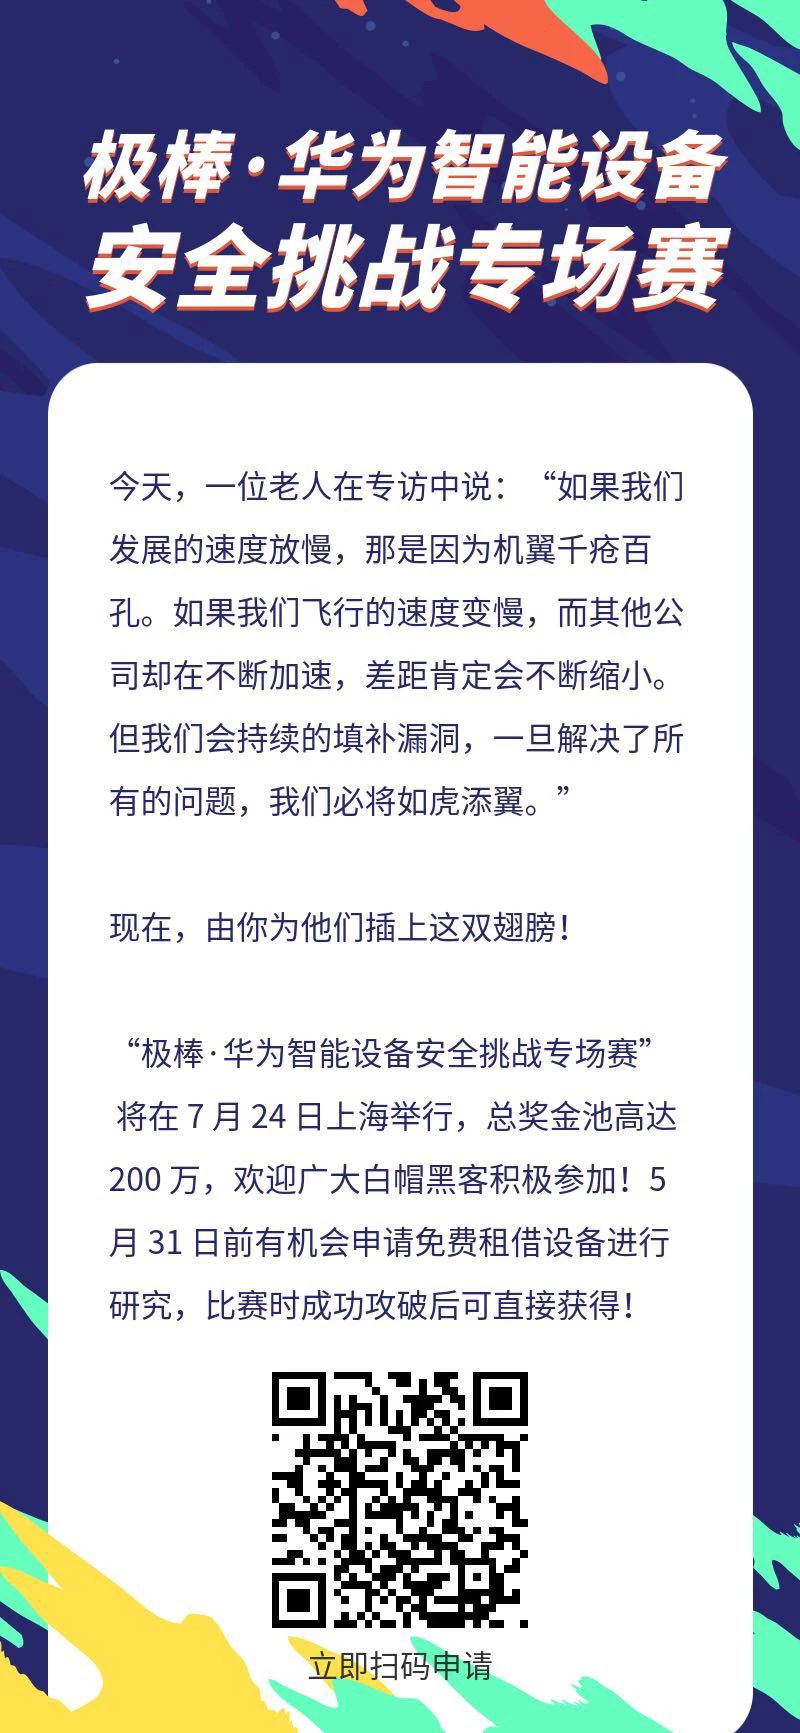 极棒·华为智能设备
安全挑战专场赛
今天，一位老人在专访中说：“如果我们
发展的速度放慢，那是因为机翼千疮百
孔。如果我们飞行的速度变慢，而其他公
司却在不断加速，差距肯定会不断缩小。
但我们会持续的填补漏洞，一旦解决了所
有的问题，我们必将如虎添翼。”
现在，由你为他们插上这双翅膀！
“极棒·华为智能设备安全挑战专场赛”
将在 7 月 24 日上海举行，总奖金池高达
200 万，欢迎广大白帽黑客积极参加！5
月 31 日前有机会申请免费租借设备进行
研究，比赛时成功攻破后可直接获得！
立即扫码申请